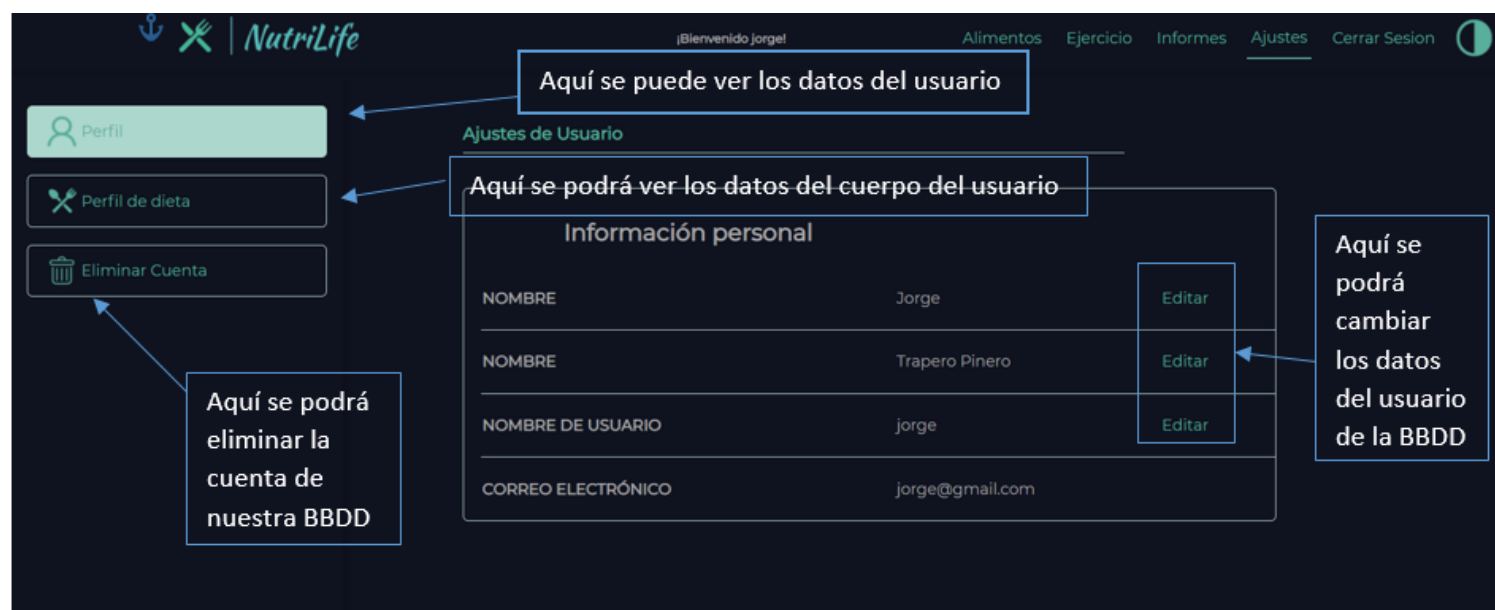 NutriLife
¡Bienvenido jorge!
Alimentos
Ejercicio
Informes
Ajustes
Cerrar Sesion
Aquí se puede ver los datos del usuario
Perfil
Perfil de dieta
Eliminar Cuenta
Ajustes de Usuario
Aquí se podrá ver los datos del cuerpo del usuario
Información personal
NOMBRE
Jorge
Editar
NOMBRE
Trapero Pinero
Editar
NOMBRE DE USUARIO
jorge
Editar
CORREO ELECTRÓNICO
jorge@gmail.com
Aquí se
podrá
cambiar
los datos
del usuario
de la BBDD
Aquí se podrá
eliminar la
cuenta de
nuestra BBDD